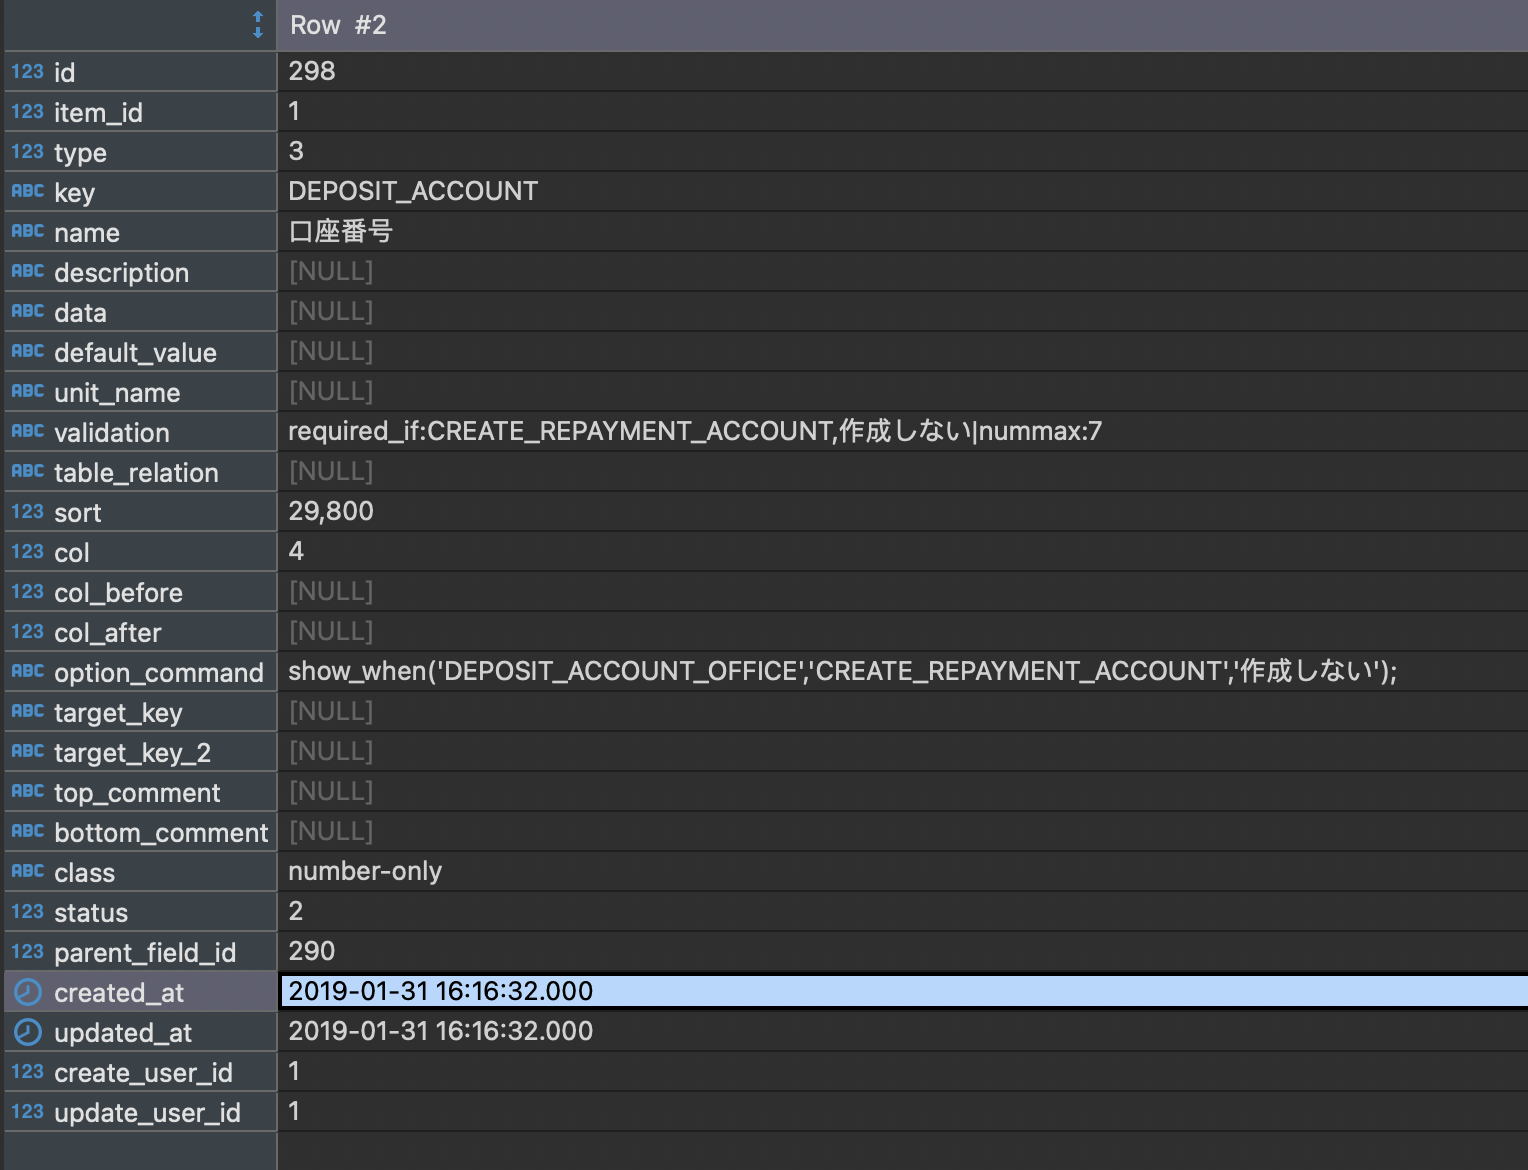 Row #2
123 id 298
123 item_id 1
123 type 3
ABC key DEPOSIT_ACCOUNT
ABC name 口座番号
ABC description [NULL]
ABC data [NULL]
ABC default_value [NULL]
ABC unit_name [NULL]
ABC validation required_if:CREATE_REPAYMENT_ACCOUNT,作成しない|nummax:7
ABC table_relation [NULL]
123 sort 29,800
123 col 4
123 col_before [NULL]
123 col_after [NULL]
ABC option_command show_when('DEPOSIT_ACCOUNT_OFFICE','CREATE_REPAYMENT_ACCOUNT','作成しない');
ABC target_key [NULL]
ABC target_key_2 [NULL]
ABC top_comment [NULL]
ABC bottom_comment [NULL]
ABC class number-only
123 status 2
123 parent_field_id 290
created_at 2019-01-31 16:16:32.000
updated_at 2019-01-31 16:16:32.000
123 create_user_id 1
123 update_user_id 1